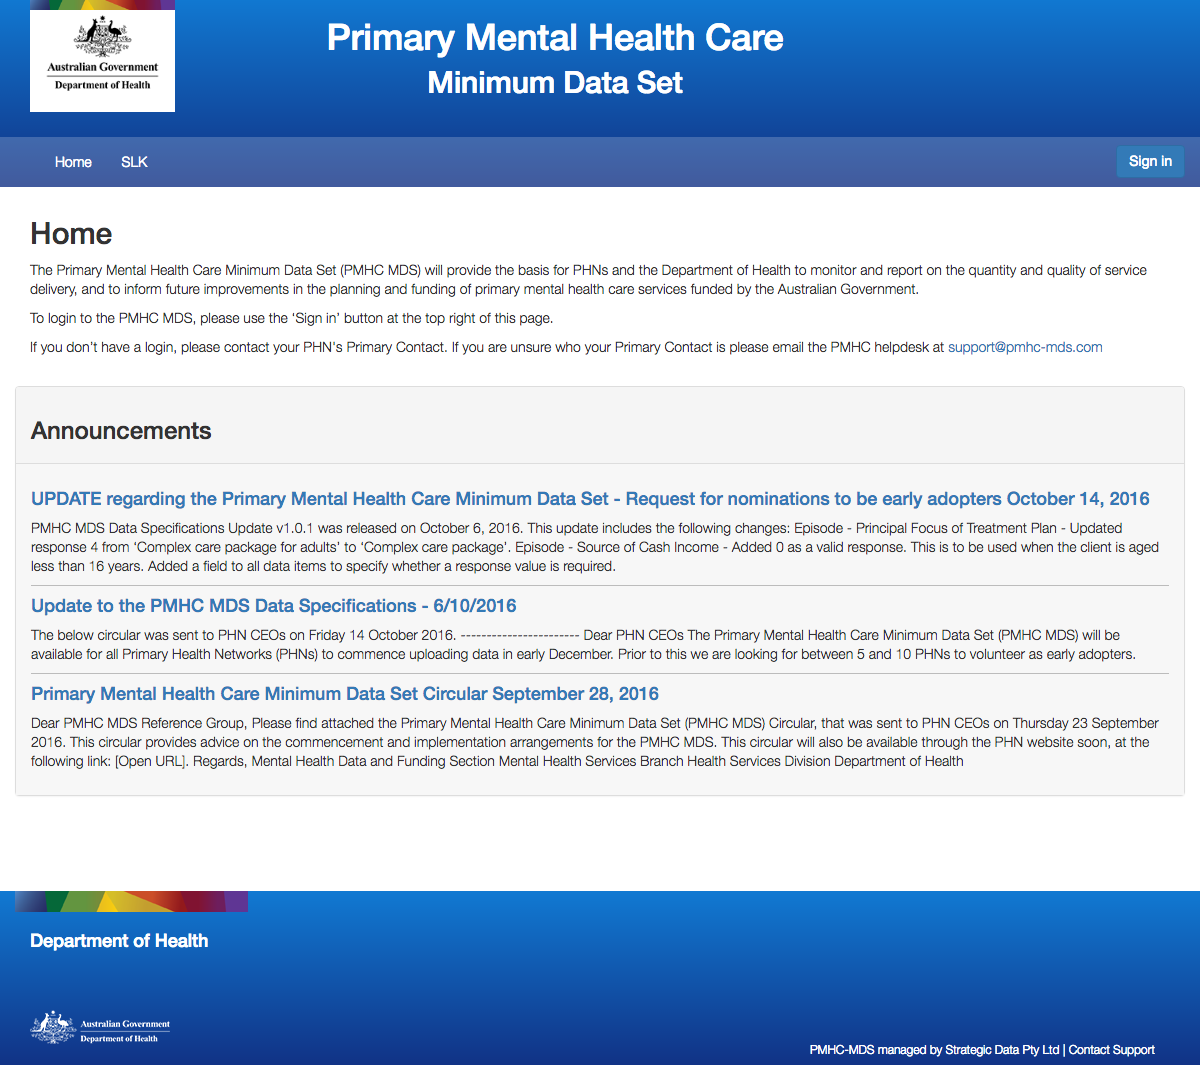 Australian Government
Department of Health
Primary Mental Health Care
Minimum Data Set
Home
SLK
Sign in
Home
The Primary Mental Health Care Minimum Data Set (PMHC MDS) will provide the basis for PHNs and the Department of Health to monitor and report on the quantity and quality of service
delivery, and to inform future improvements in the planning and funding of primary mental health care services funded by the Australian Government.
To login to the PMHC MDS, please use the ‘Sign in’ button at the top right of this page.
If you don't have a login, please contact your PHN's Primary Contact. If you are unsure who your Primary Contact is please email the PMHC helpdesk at support@pmhc-mds.com
Announcements
UPDATE regarding the Primary Mental Health Care Minimum Data Set - Request for nominations to be early adopters October 14, 2016
PMHC MDS Data Specifications Update v1.0.1 was released on October 6, 2016. This update includes the following changes: Episode - Principal Focus of Treatment Plan - Updated
response 4 from ‘Complex care package for adults’ to ‘Complex care package’. Episode - Source of Cash Income - Added 0 as a valid response. This is to be used when the client is aged
less than 16 years. Added a field to all data items to specify whether a response value is required.
Update to the PMHC MDS Data Specifications - 6/10/2016
The below circular was sent to PHN CEOs on Friday 14 October 2016. ----------------------- Dear PHN CEOs The Primary Mental Health Care Minimum Data Set (PMHC MDS) will be
available for all Primary Health Networks (PHNs) to commence uploading data in early December. Prior to this we are looking for between 5 and 10 PHNs to volunteer as early adopters.
Primary Mental Health Care Minimum Data Set Circular September 28, 2016
Dear PMHC MDS Reference Group, Please find attached the Primary Mental Health Care Minimum Data Set (PMHC MDS) Circular, that was sent to PHN CEOs on Thursday 23 September
2016. This circular provides advice on the commencement and implementation arrangements for the PMHC MDS. This circular will also be available through the PHN website soon, at the
following link: [Open URL]. Regards, Mental Health Data and Funding Section Mental Health Services Branch Health Services Division Department of Health
Department of Health
Australian Government
Department of Health
PMHC-MDS managed by Strategic Data Pty Ltd | Contact Support